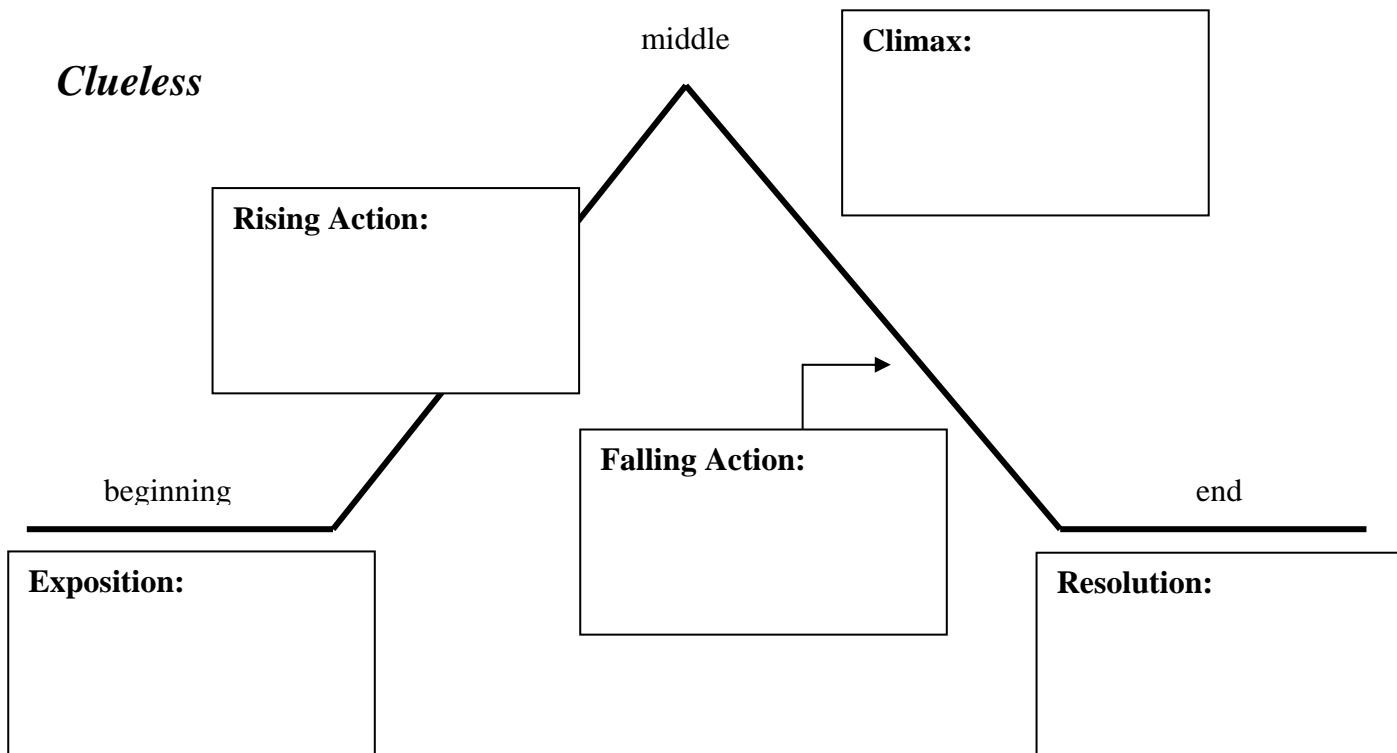 middle
Climax:
Clueless
Rising Action:
Falling Action:
beginning
end
Exposition:
Resolution: